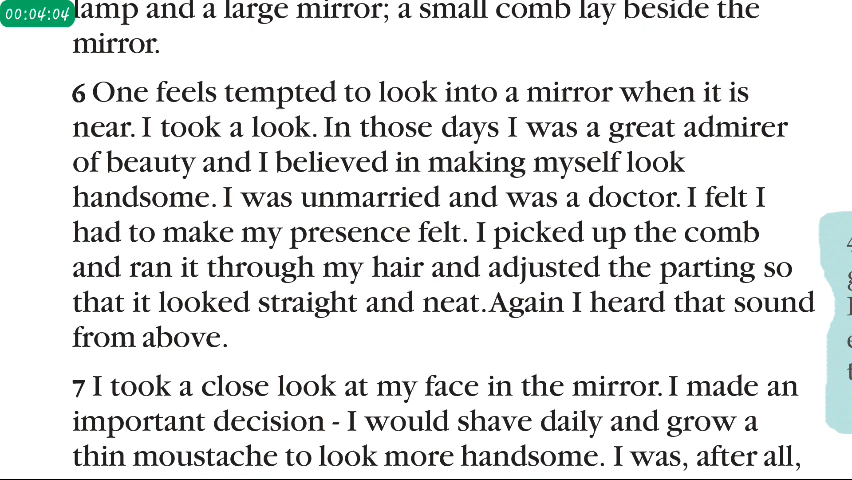 00:04:04
lamp and a large mirror; a small comb lay beside the
mirror.
6 One feels tempted to look into a mirror when it is
near. I took a look. In those days I was a great admirer
of beauty and I believed in making myself look
handsome. I was unmarried and was a doctor. I felt I
had to make my presence felt. I picked up the comb
and ran it through my hair and adjusted the parting so
that it looked straight and neat.Again I heard that sound
from above.
7 I took a close look at my face in the mirror. I made an
important decision - I would shave daily and grow a
thin moustache to look more handsome. I was, after all,